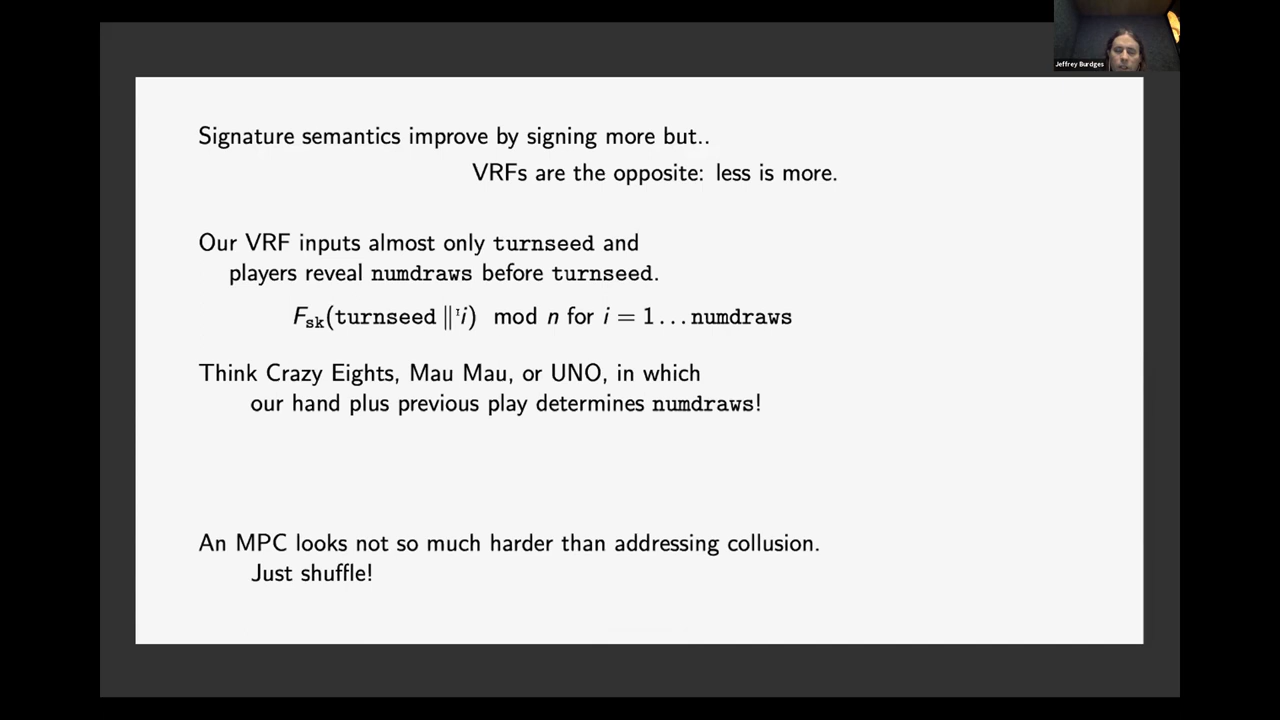 Jeffrey Burdges
Signature semantics improve by signing more but..
VRFs are the opposite: less is more.
Our VRF inputs almost only turnseed and
players reveal numdraws before turnseed.
F_sk(turnseed ∥ i) mod n for i = 1 ... numdraws
Think Crazy Eights, Mau Mau, or UNO, in which
our hand plus previous play determines numdraws!
An MPC looks not so much harder than addressing collusion.
Just shuffle!